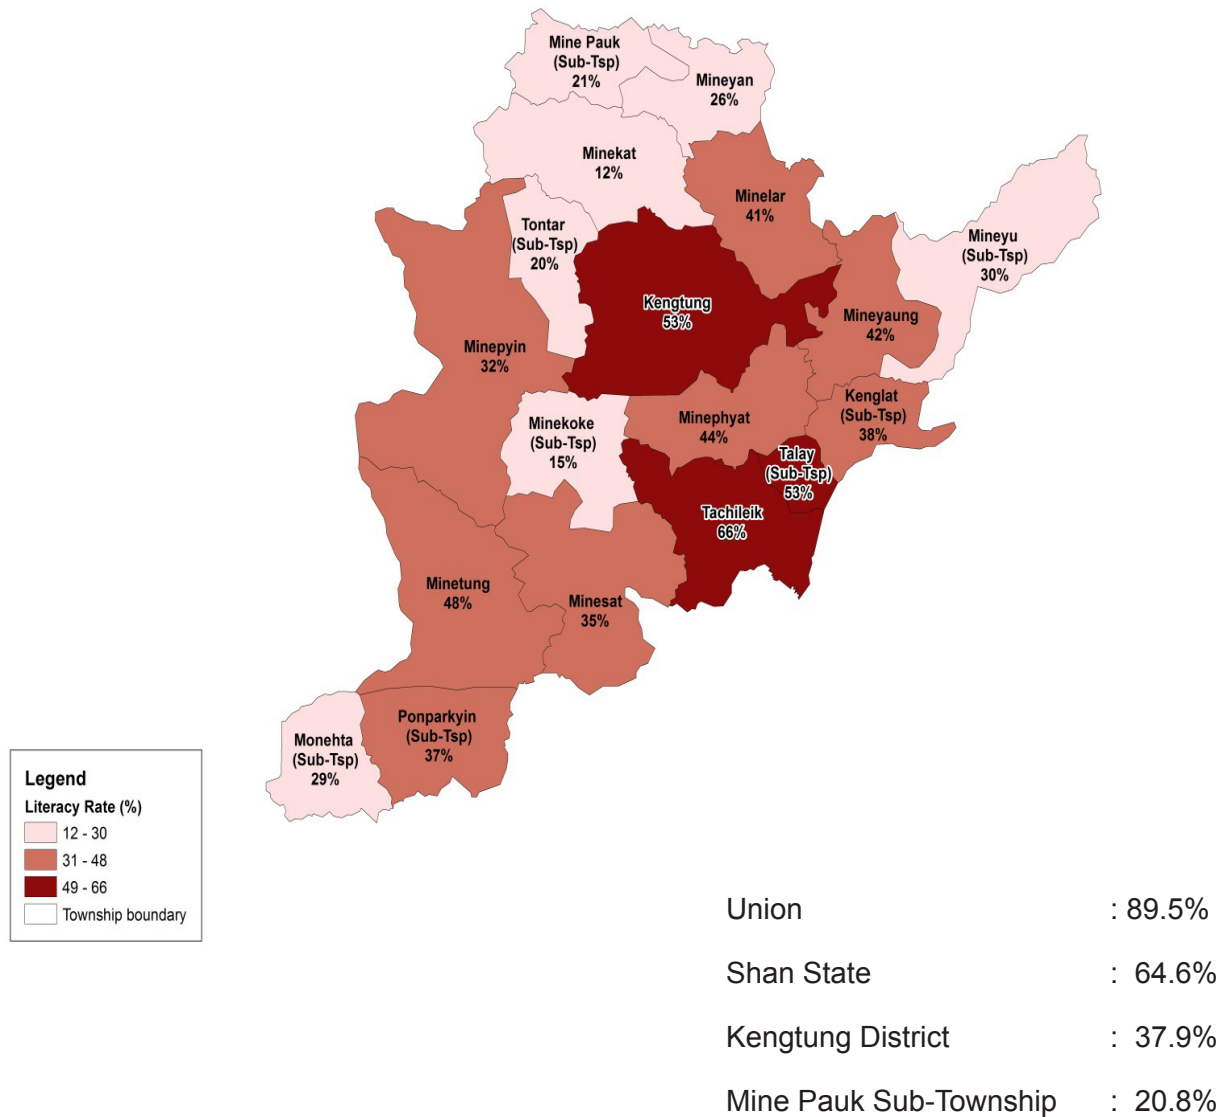 Mine Pauk
(Sub-Tsp)
21%
Mineyan
26%
Minekat
12%
Minelar
41%
Tontar
(Sub-Tsp)
20%
Mineyu
(Sub-Tsp)
30%
Kengtung
53%
Mineyaung
42%
Minepyin
32%
Kenglat
(Sub-Tsp)
38%
Minekoke
(Sub-Tsp)
15%
Minephyat
44%
Talay
(Sub-Tsp)
53%
Tachileik
66%
Minetung
48%
Minesat
35%
Ponparkyin
(Sub-Tsp)
37%
Monehta
(Sub-Tsp)
29%
Legend
Literacy Rate (%)
12 - 30
31 - 48
49 - 66
Township boundary
Union : 89.5%
Shan State : 64.6%
Kengtung District : 37.9%
Mine Pauk Sub-Township : 20.8%